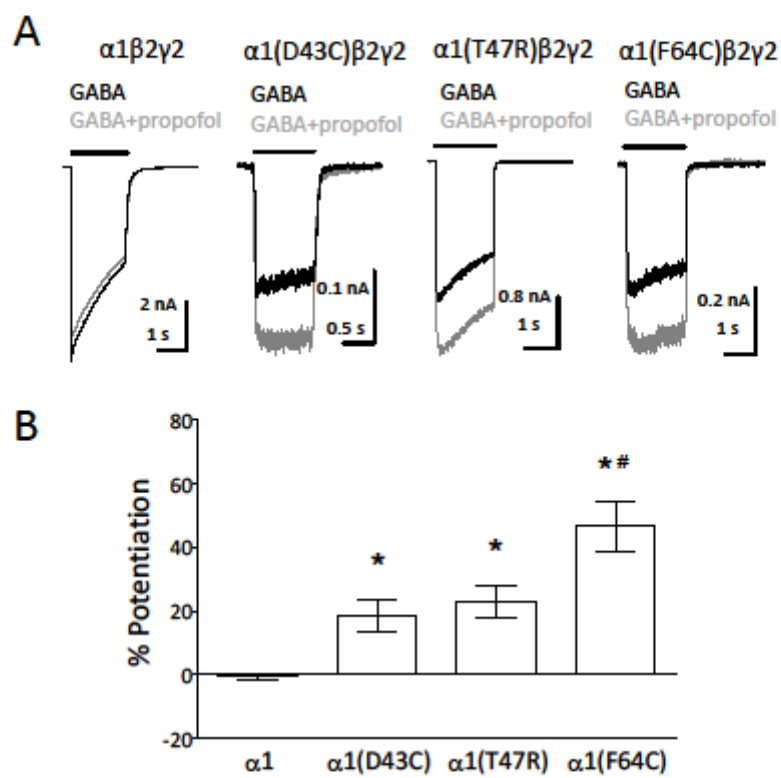 A
α1β2γ2 α1(D43C)β2γ2 α1(T47R)β2γ2 α1(F64C)β2γ2
GABA GABA GABA GABA
GABA+propofol GABA+propofol GABA+propofol GABA+propofol
2 nA 0.1 nA 0.8 nA 0.2 nA
1 s 0.5 s 1 s 1 s
B
% Potentiation
80
60
40
20
0
-20
* * *#
α1 α1(D43C) α1(T47R) α1(F64C)